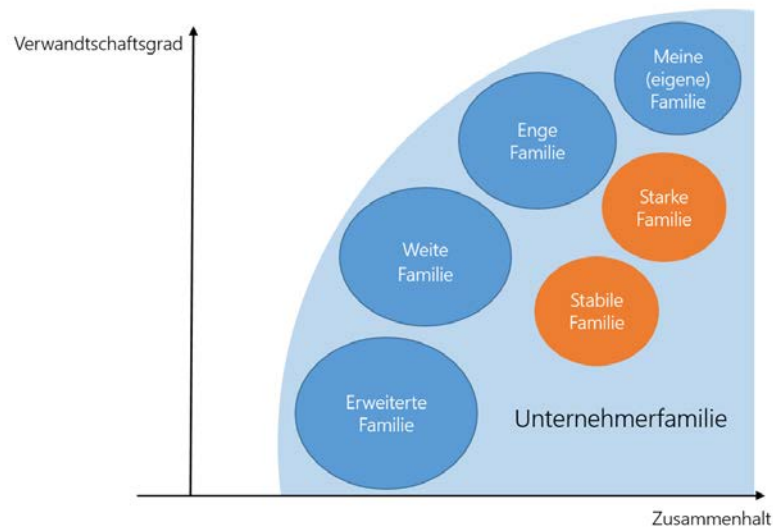 Verwandtschaftsgrad
Meine
(eigene)
Familie
Enge
Familie
Starke
Familie
Weite
Familie
Stabile
Familie
Erweiterte
Familie
Unternehmerfamilie
Zusammenhalt